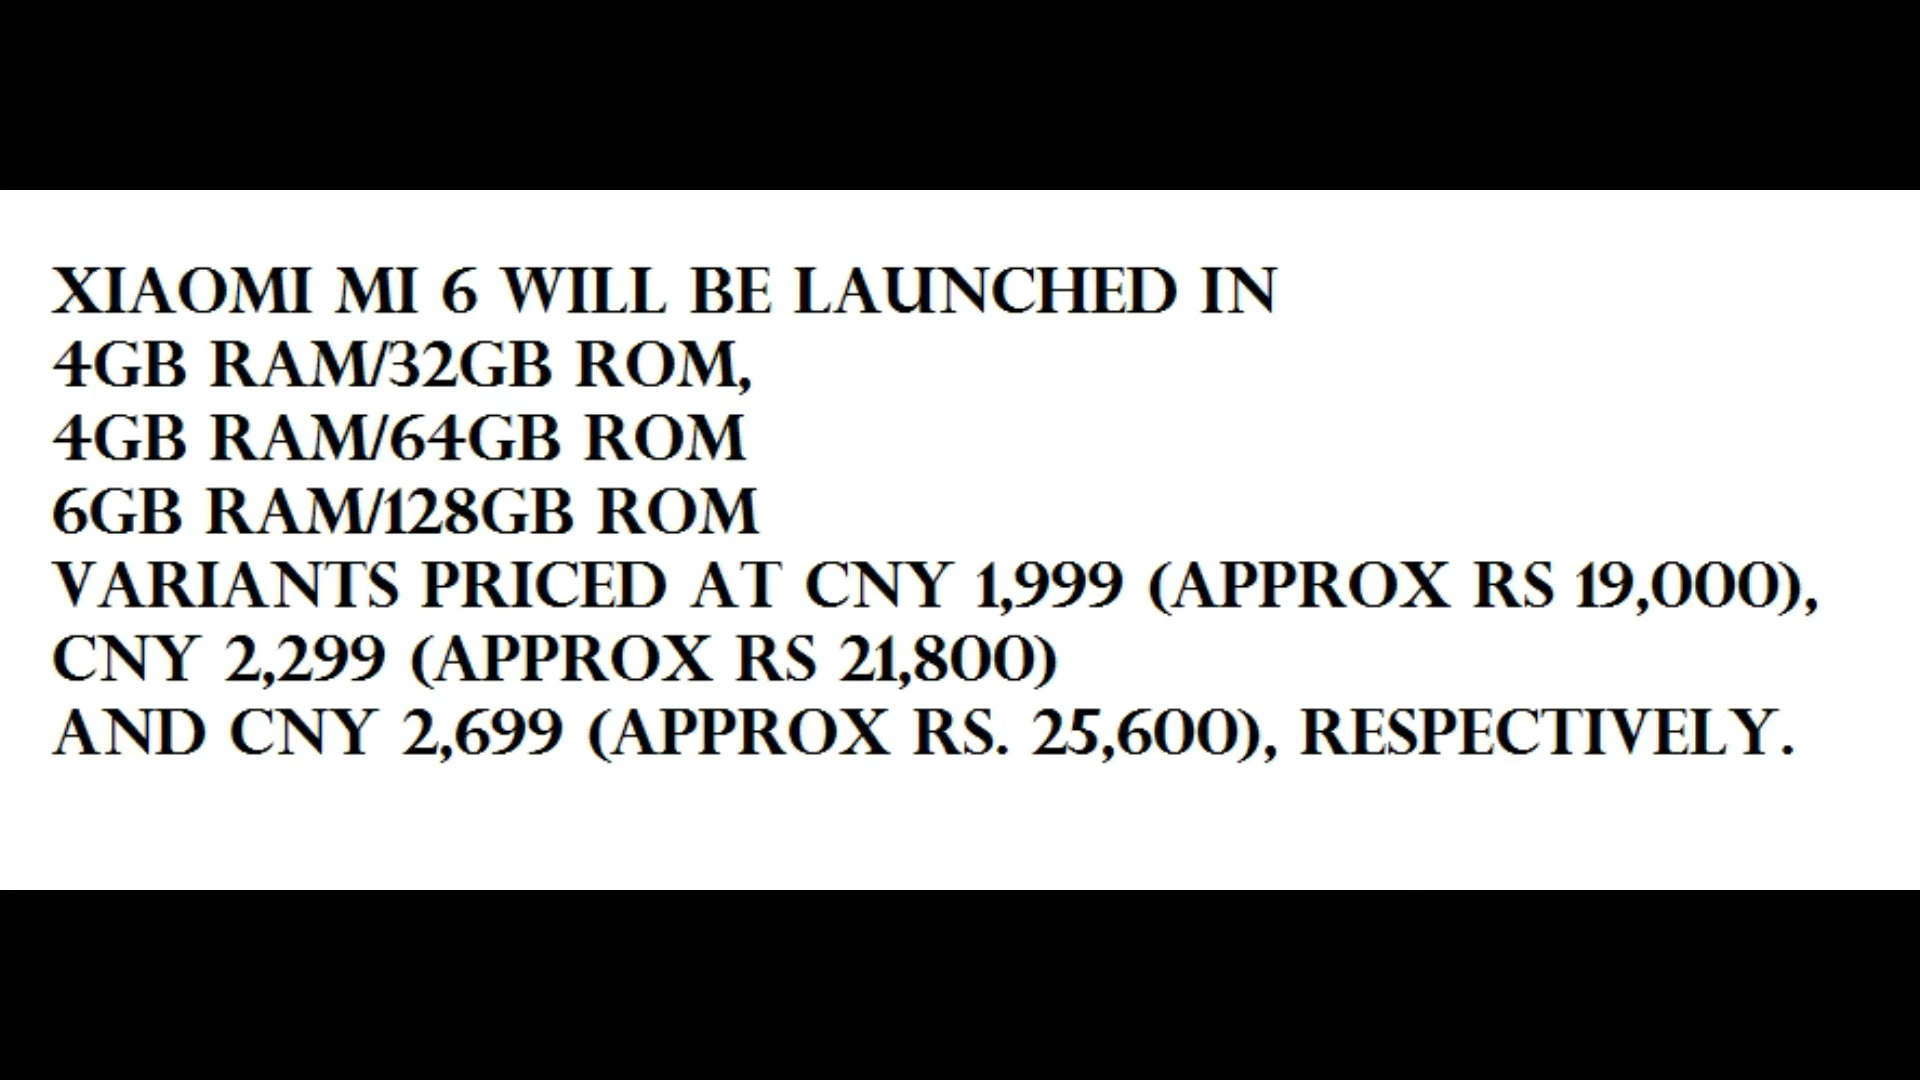 XIAOMI MI 6 WILL BE LAUNCHED IN
4GB RAM/32GB ROM,
4GB RAM/64GB ROM
6GB RAM/128GB ROM
VARIANTS PRICED AT CNY 1,999 (APPROX RS 19,000),
CNY 2,299 (APPROX RS 21,800)
AND CNY 2,699 (APPROX RS. 25,600), RESPECTIVELY.